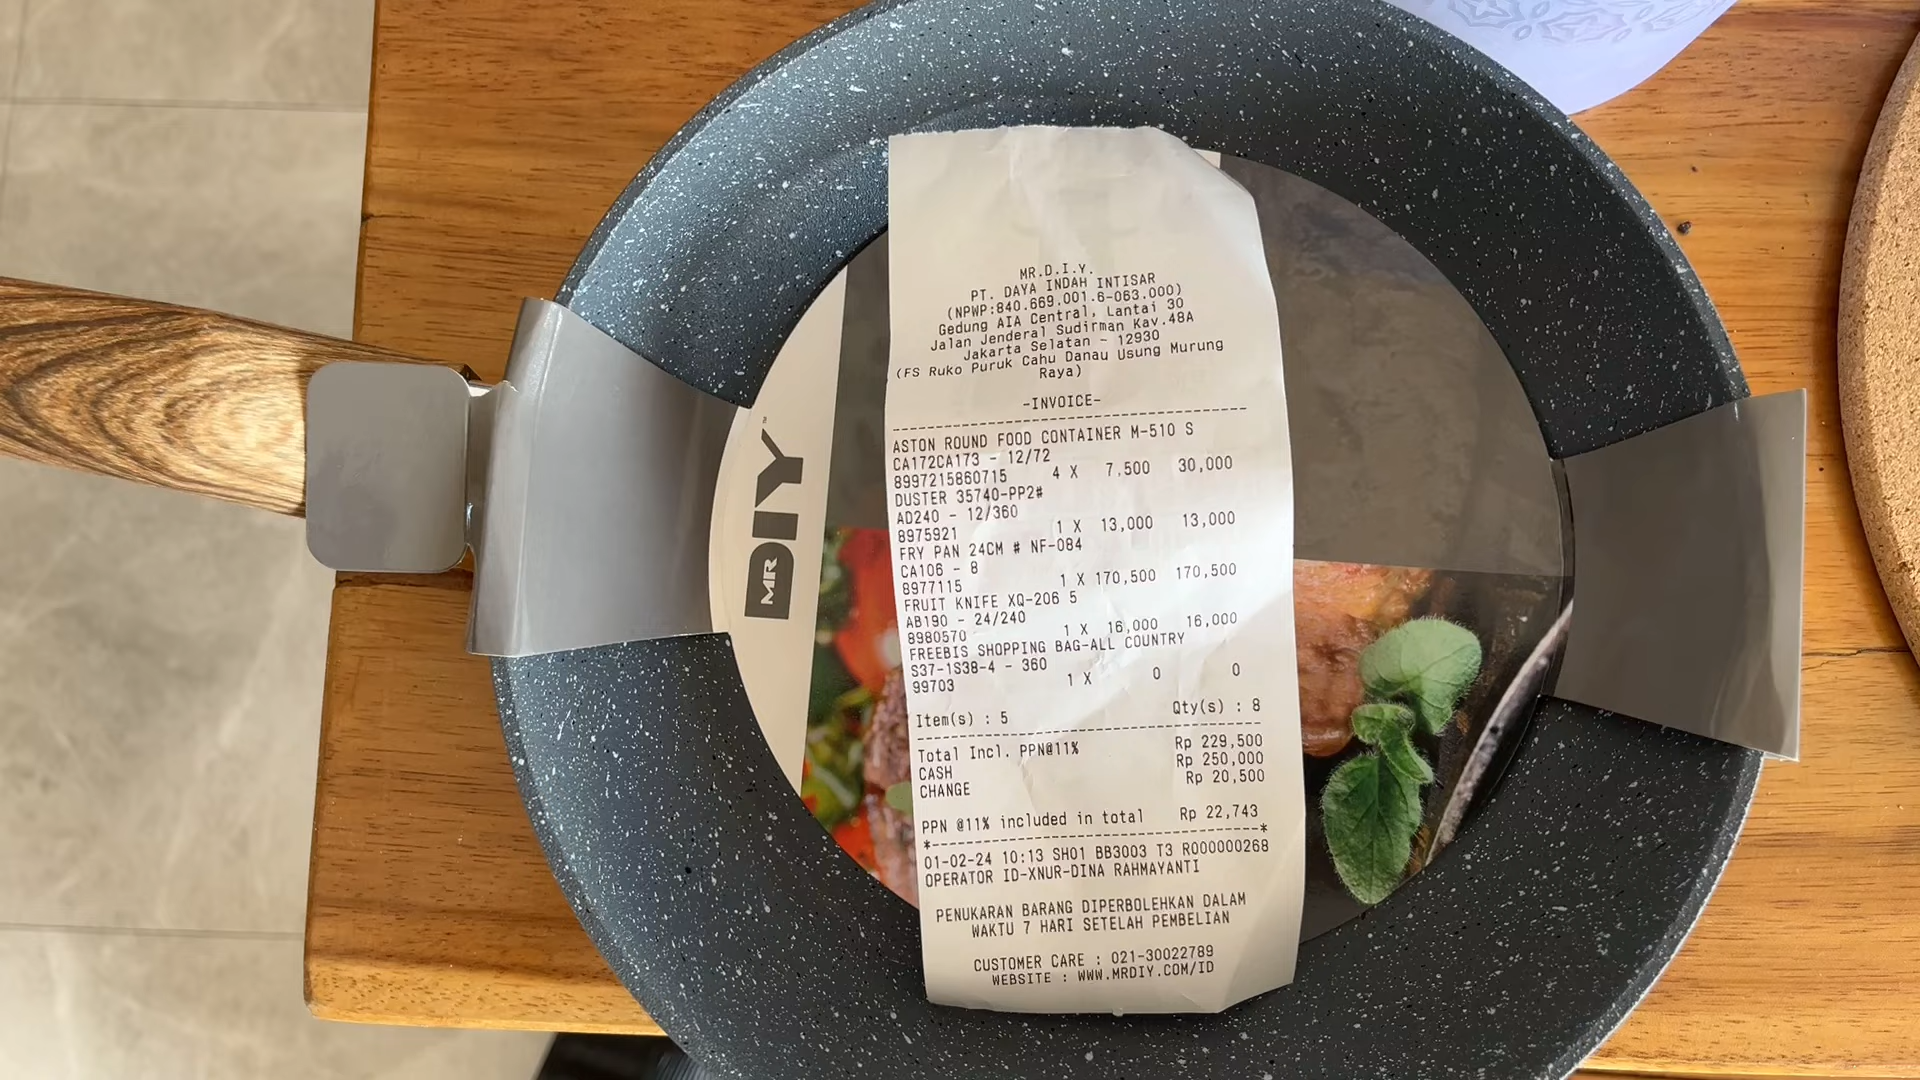 MR.D.I.Y.
PT. DAYA INDAH INTISAR
(NPWP:840.669.001.6-063.000)
Gedung AIA Central, Lantai 30
Jalan Jenderal Sudirman Kav.48A
Jakarta Selatan - 12930
(FS Ruko Puruk Cahu Danau Usung Murung
Raya)
-INVOICE-
ASTON ROUND FOOD CONTAINER M-510 S
CA172CA173 - 12/72
8997215860715 4 X 7.500 30,000
DUSTER 35740-PP2#
AD240 - 12/360
8975921 1 X 13,000 13,000
FRY PAN 24CM # NF-084
CA106 - 8
8977115 1 X 170,500 170,500
FRUIT KNIFE XQ-206 5
AB190 - 24/240
8980570 1 X 16,000 16,000
FREEBIS SHOPPING BAG-ALL COUNTRY
S37-1S38-4 - 360
99703 1 X 0 0
Item(s) : 5 Qty(s) : 8
Total Incl. PPN@11% Rp 229,500
CASH Rp 250,000
CHANGE Rp 20,500
PPN @11% included in total Rp 22,743
*------------------------------------*
01-02-24 10:13 SH01 BB3003 T3 R000000268
OPERATOR ID-XNUR-DINA RAHMAYANTI
PENUKARAN BARANG DIPERBOLEHKAN DALAM
WAKTU 7 HARI SETELAH PEMBELIAN
CUSTOMER CARE : 021-30022789
WEBSITE : WWW.MRDIY.COM/ID
MR DIY™